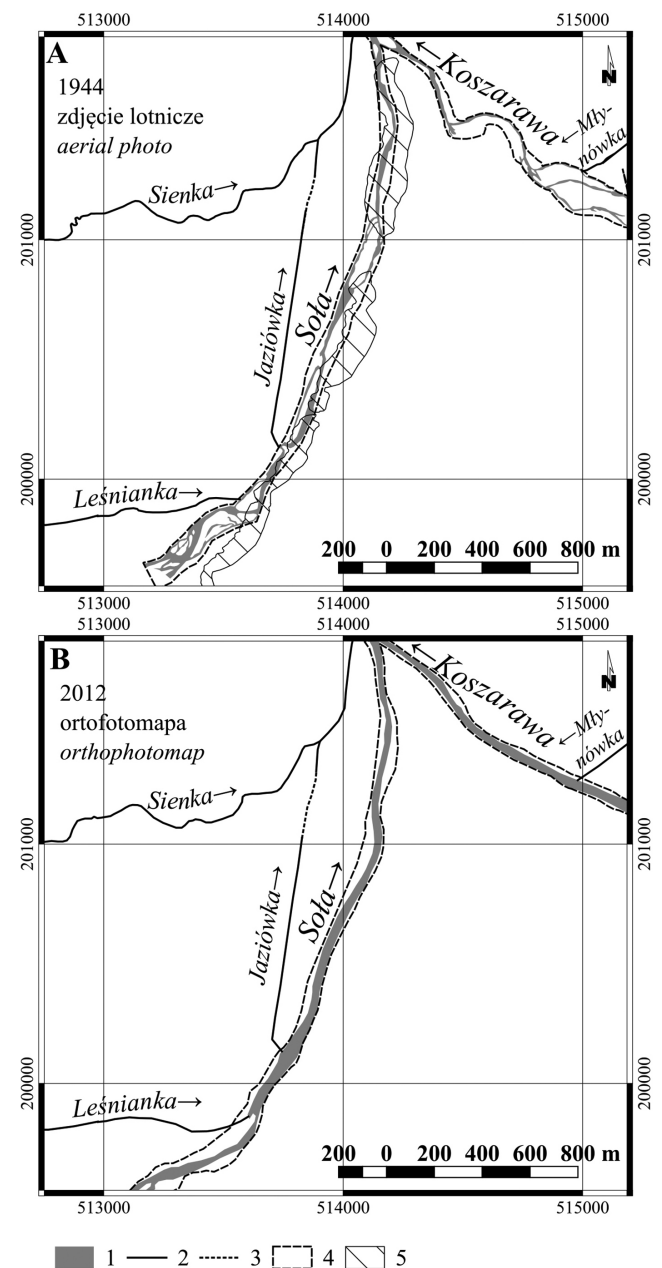 513000 514000 515000
A
1944
zdjęcie lotnicze
aerial photo
←Koszarawa
N
←Mły-
nówka
Sienka→
201000
201000
Jaziówka→
Soła→
200000
200000
Leśnianka→
200 0 200 400 600 800 m
513000 514000 515000
513000 514000 515000
B
2012
ortofotomapa
orthophotomap
←Koszarawa
N
←Mły-
nówka
Sienka→
201000
201000
Jaziówka→
Soła→
200000
200000
Leśnianka→
200 0 200 400 600 800 m
513000 514000 515000
1 2 3 4 5